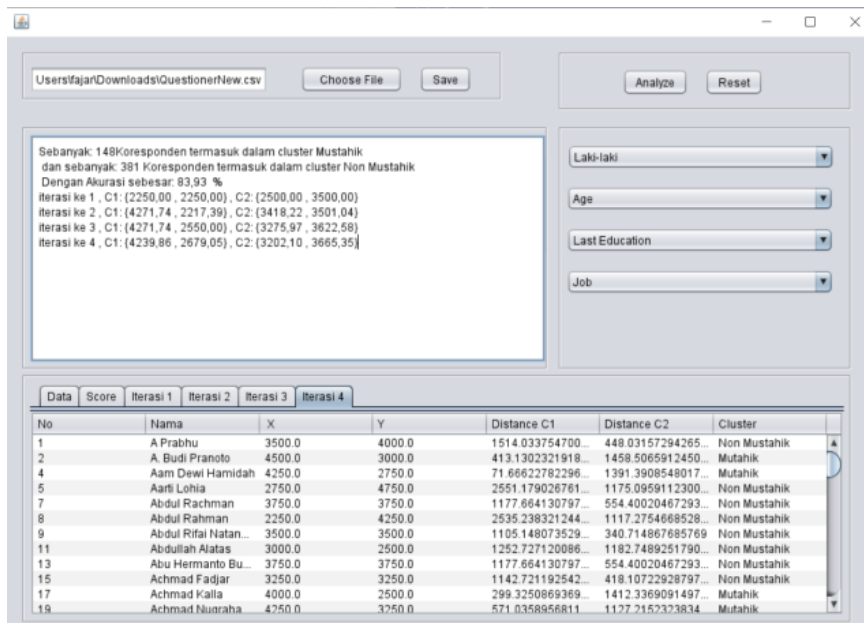 Users\fajar\Downloads\QuestionerNew.csv Choose File Save Analyze Reset
Sebanyak: 148Koresponden termasuk dalam cluster Mustahik
dan sebanyak: 381 Koresponden termasuk dalam cluster Non Mustahik
Dengan Akurasi sebesar: 83,93 %
iterasi ke 1 , C1: {2250,00 , 2250,00} , C2: {2500,00 , 3500,00}
iterasi ke 2 , C1: {4271,74 , 2217,39} , C2: {3418,22 , 3501,04}
iterasi ke 3 , C1: {4271,74 , 2550,00} , C2: {3275,97 , 3622,58}
iterasi ke 4 , C1: {4239,86 , 2679,05} , C2: {3202,10 , 3665,35}
Laki-laki
Age
Last Education
Job
Data Score Iterasi 1 Iterasi 2 Iterasi 3 Iterasi 4
No Nama X Y Distance C1 Distance C2 Cluster
1 A Prabhu 3500.0 4000.0 1514.033754700... 448.03157294265... Non Mustahik
2 A. Budi Pranoto 4500.0 3000.0 413.1302321918... 1458.5065912450... Mutahik
4 Aam Dewi Hamidah 4250.0 2750.0 71.66622782296... 1391.3908548017... Mutahik
5 Aarti Lohia 2750.0 4750.0 2551.179026761... 1175.0959112300... Non Mustahik
7 Abdul Rachman 3750.0 3750.0 1177.664130797... 554.40020467293... Non Mustahik
8 Abdul Rahman 2250.0 4250.0 2535.238321244... 1117.2754668528... Non Mustahik
9 Abdul Rifai Natan... 3500.0 3500.0 1105.148073529... 340.714867685769 Non Mustahik
11 Abdullah Alatas 3000.0 2500.0 1252.727120086... 1182.7489251790... Non Mustahik
13 Abu Hermanto Bu... 3750.0 3750.0 1177.664130797... 554.40020467293... Non Mustahik
15 Achmad Fadjar 3250.0 3250.0 1142.721192542... 418.10722928797... Non Mustahik
17 Achmad Kalla 4000.0 2500.0 299.3250869369... 1412.3369091497... Mutahik
19 Achmad Nugraha 4250.0 3250.0 571.0358956811... 1127.2152323834... Mutahik